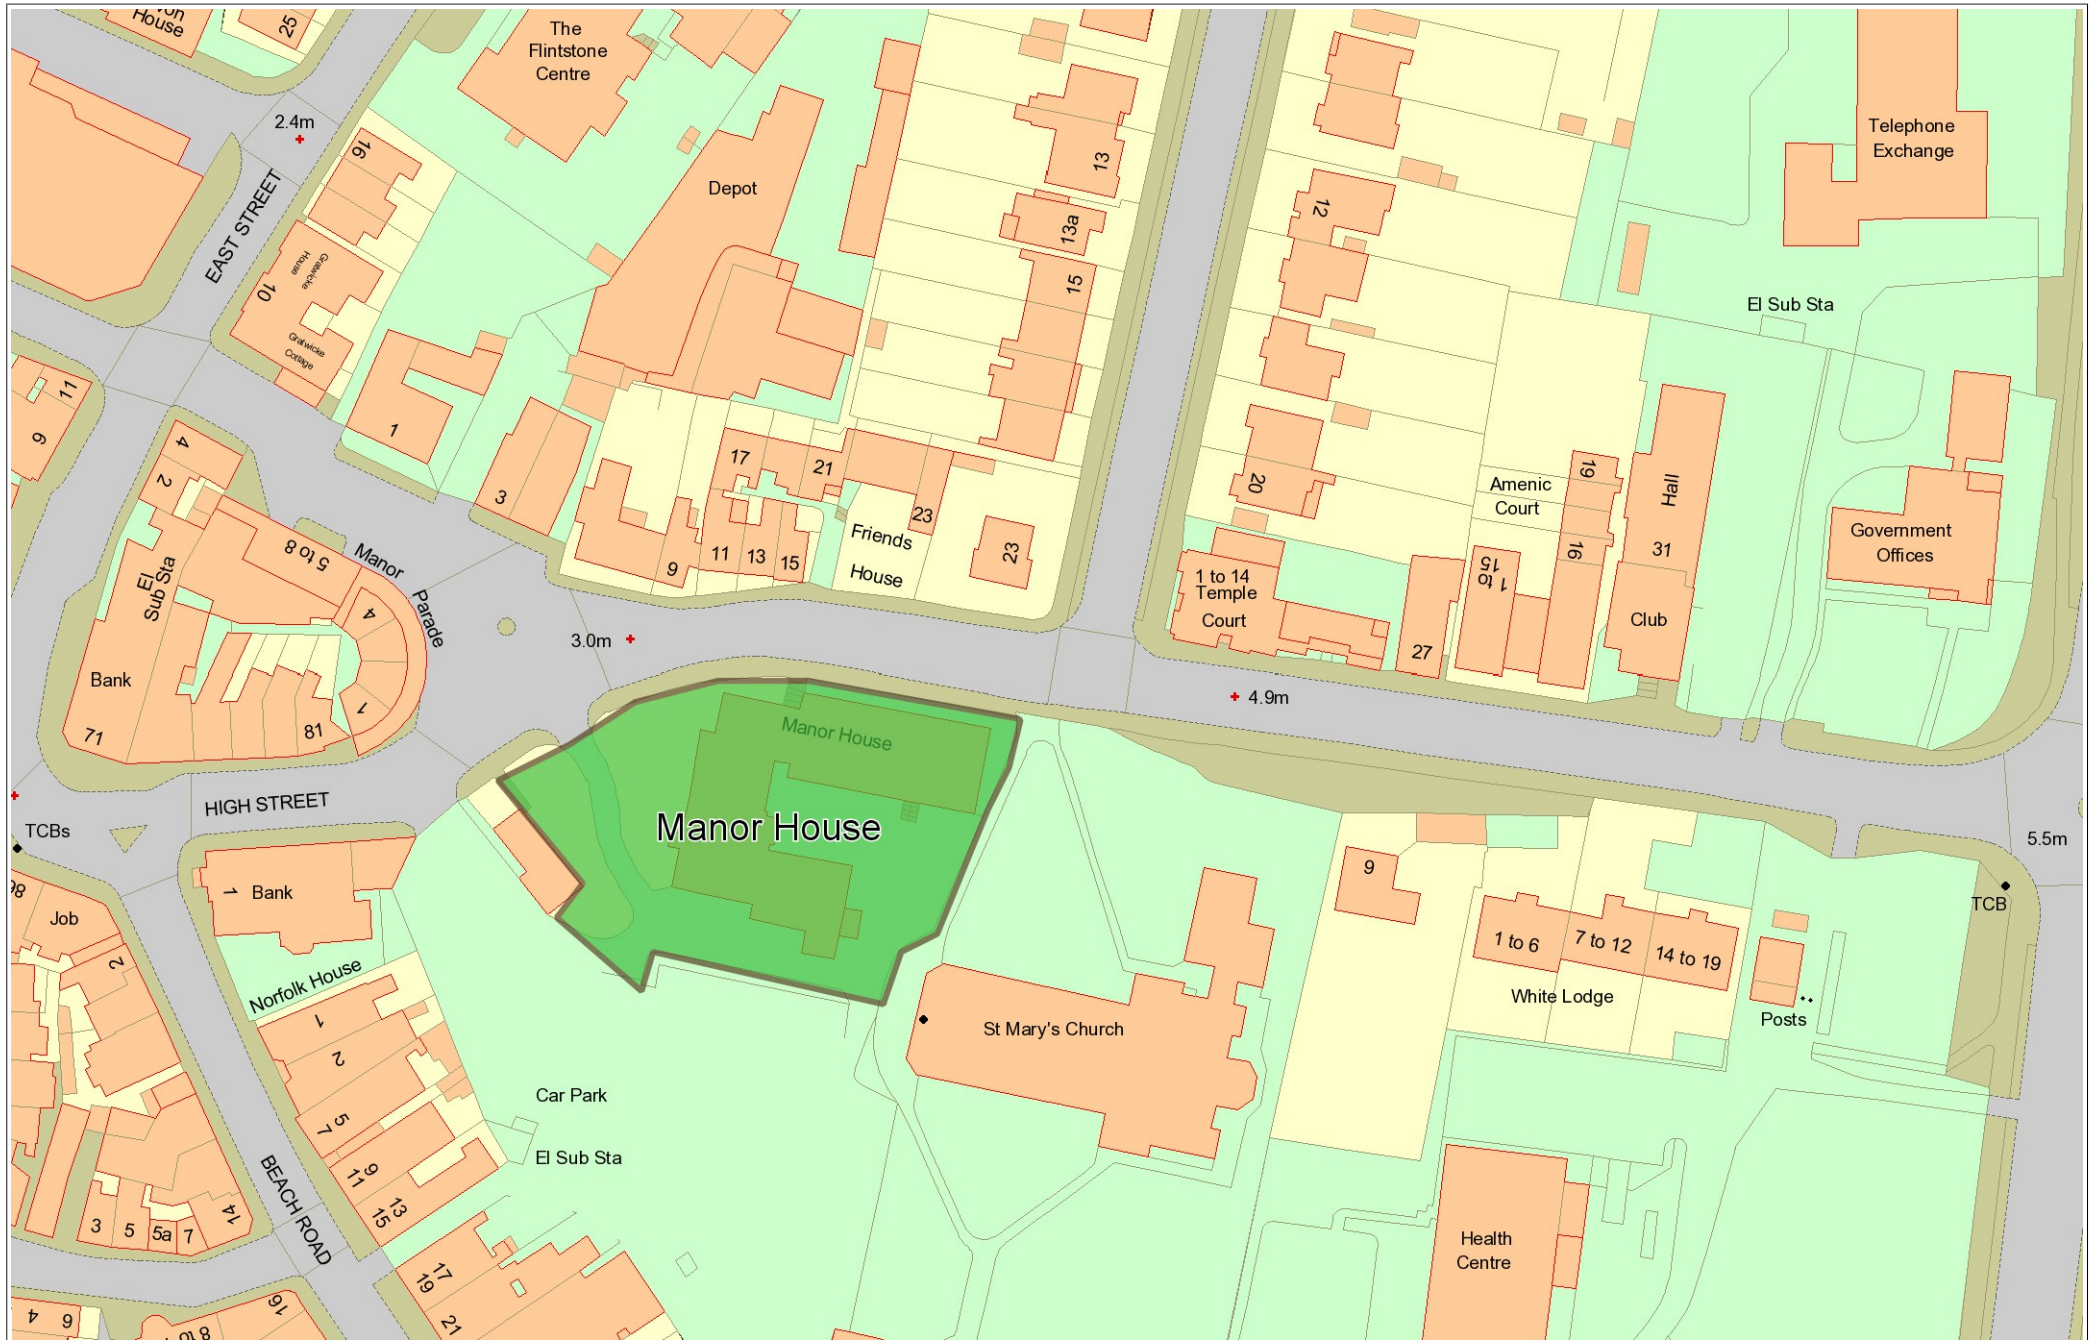 House
25
The
Flintstone
Centre
2.4m
16
13
Telephone
Exchange
Depot
12
13a
EAST STREET
Gratwicke
House
10
15
El Sub Sta
Gratwicke
Cottage
11
9
1
4
2
17
21
3
20
19
Amenic
Court
Hall
23
Friends
House
23
5 to 8
Manor
Parade
9
11
13
15
31
16
1 to
15
Government
Offices
El
Sub Sta
4
1 to 14
Temple
Court
Club
3.0m
27
Bank
4.9m
1
81
71
Manor House
HIGH STREET
Manor House
TCBs
5.5m
9
1
Bank
98
Job
TCB
2
1 to 6
7 to 12
14 to 19
Norfolk House
White Lodge
Posts
1
St Mary's Church
2
Car Park
5
7
El Sub Sta
9
11
BEACH ROAD
13
15
14
3
5
5a
7
Health
Centre
17
19
21
16
4
6